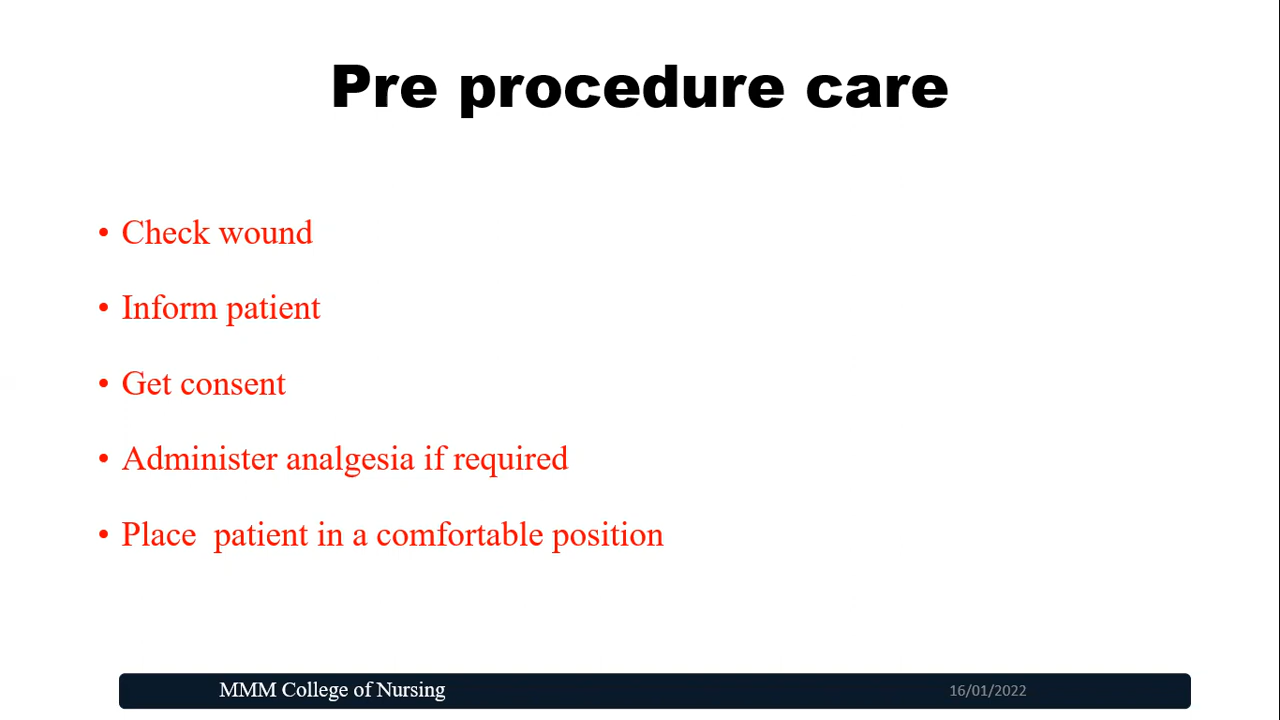 Pre procedure care
• Check wound
• Inform patient
• Get consent
• Administer analgesia if required
• Place  patient in a comfortable position
MMM College of Nursing
16/01/2022